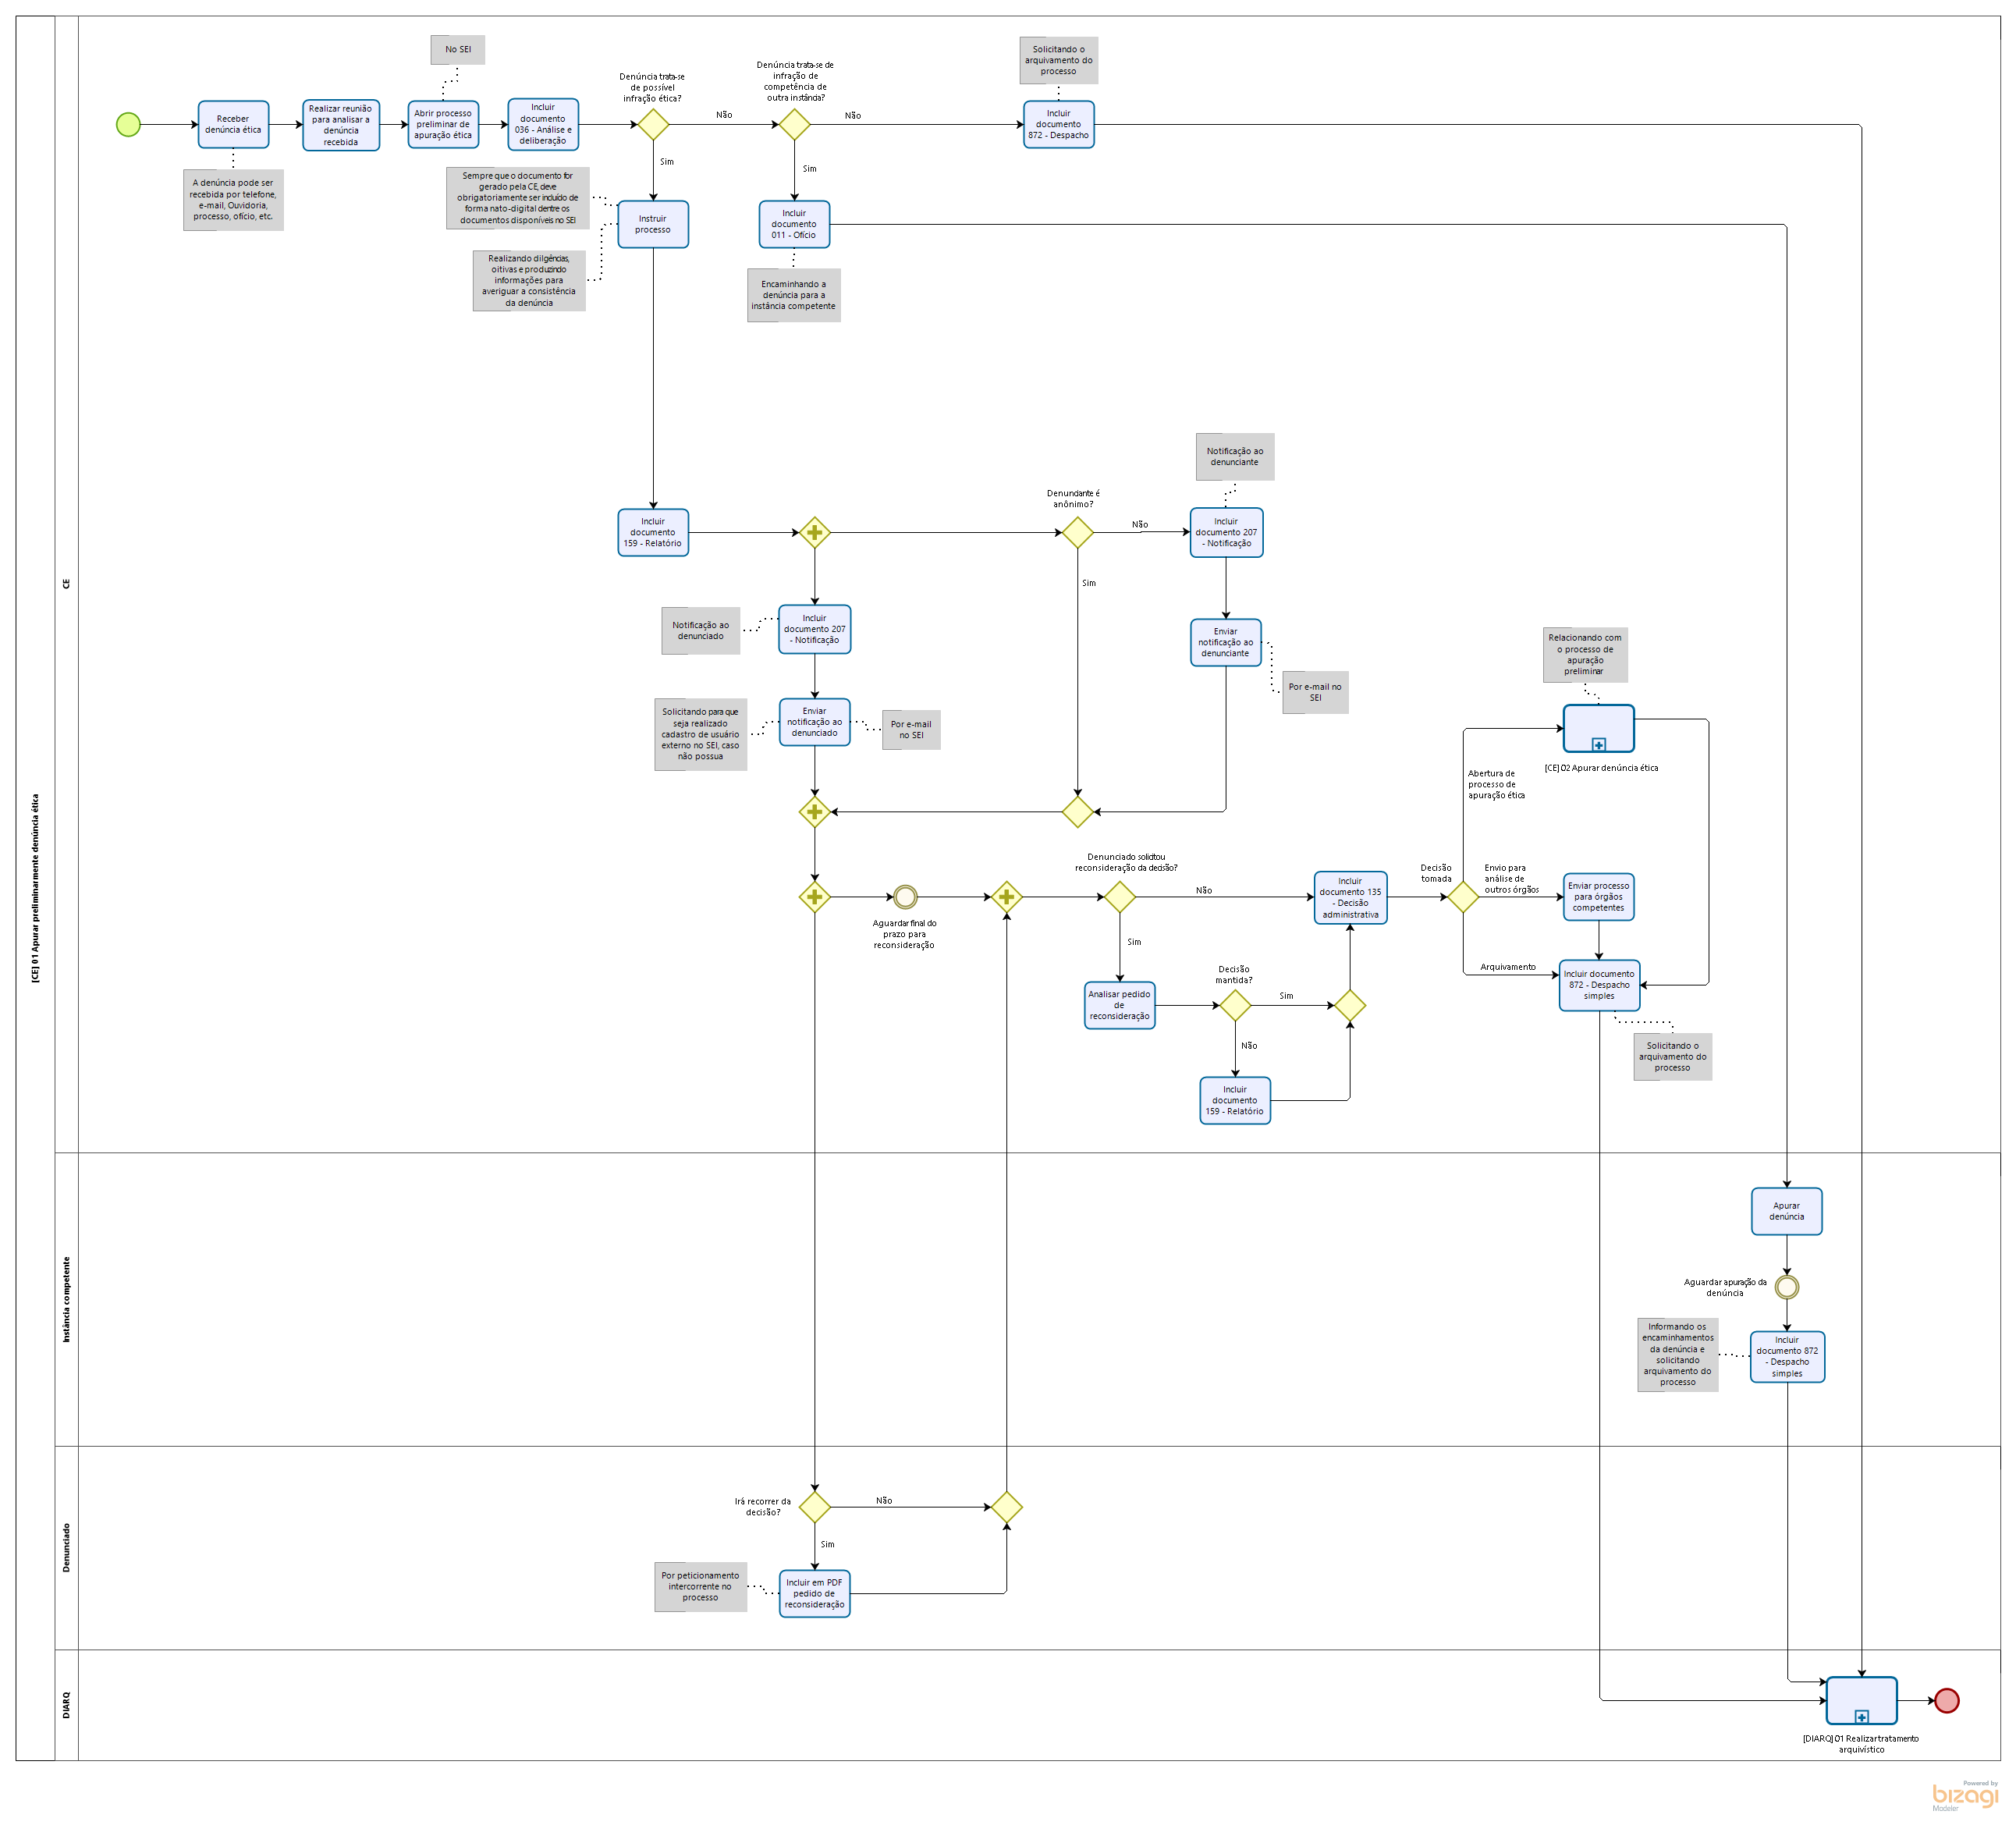 [CE] 01 Apurar preliminarmente denúncia ética
CE
No SEI
Receber
denúncia ética
A denúncia pode ser
recebida por telefone,
e-mail, Ouvidoria,
processo, ofício, etc.
Realizar reunião
para analisar a
denúncia
recebida
Abrir processo
preliminar de
apuração ética
Incluir
documento
036 - Análise e
deliberação
Denúncia trata-se
de possível
infração ética?
Não
Sim
Denúncia trata-se de
infração de
competência de
outra instância?
Não
Sim
Solicitando o
arquivamento do
processo
Incluir
documento
872 - Despacho
Sempre que o documento for
gerado pela CE, deve
obrigatoriamente ser incluído de
forma nato-digital dentre os
documentos disponíveis no SEI
Instruir
processo
Realizando dilgências,
oitivas e produzindo
informações para
averiguar a consistência
da denúncia
Incluir
documento
011 - Ofício
Encaminhando a
denúncia para a
instância competente
Incluir
documento
159 - Relatório
Denundante é
anônimo?
Não
Sim
Notificação ao
denunciante
Incluir
documento 207
- Notificação
Notificação ao
denunciado
Incluir
documento 207
- Notificação
Enviar
notificação ao
denunciante
Por e-mail no
SEI
Solicitando para que
seja realizado
cadastro de usuário
externo no SEI, caso
não possua
Enviar
notificação ao
denunciado
Por e-mail
no SEI
Relacionando com
o processo de
apuração
preliminar
[CE] 02 Apurar denúncia ética
Abertura de
processo de
apuração ética
Aguardar final do
prazo para
reconsideração
Denunciado solicitou
reconsideração da decisão?
Não
Sim
Incluir
documento 135
- Decisão
administrativa
Decisão
tomada
Envio para
análise de
outros órgãos
Enviar processo
para órgãos
competentes
Arquivamento
Incluir documento
872 - Despacho
simples
Solicitando o
arquivamento do
processo
Analisar pedido
de
reconsideração
Decisão
mantida?
Sim
Não
Incluir
documento
159 - Relatório
Instância competente
Apurar
denúncia
Aguardar apuração da
denúncia
Informando os
encaminhamentos
da denúncia e
solicitando
arquivamento do
processo
Incluir
documento 872
- Despacho
simples
Denunciado
Irá recorrer da
decisão?
Não
Sim
Por peticionamento
intercorrente no
processo
Incluir em PDF
pedido de
reconsideração
DIARQ
[DIARQ] 01 Realizar tratamento
arquivístico
Powered by
bizagi
Modeler